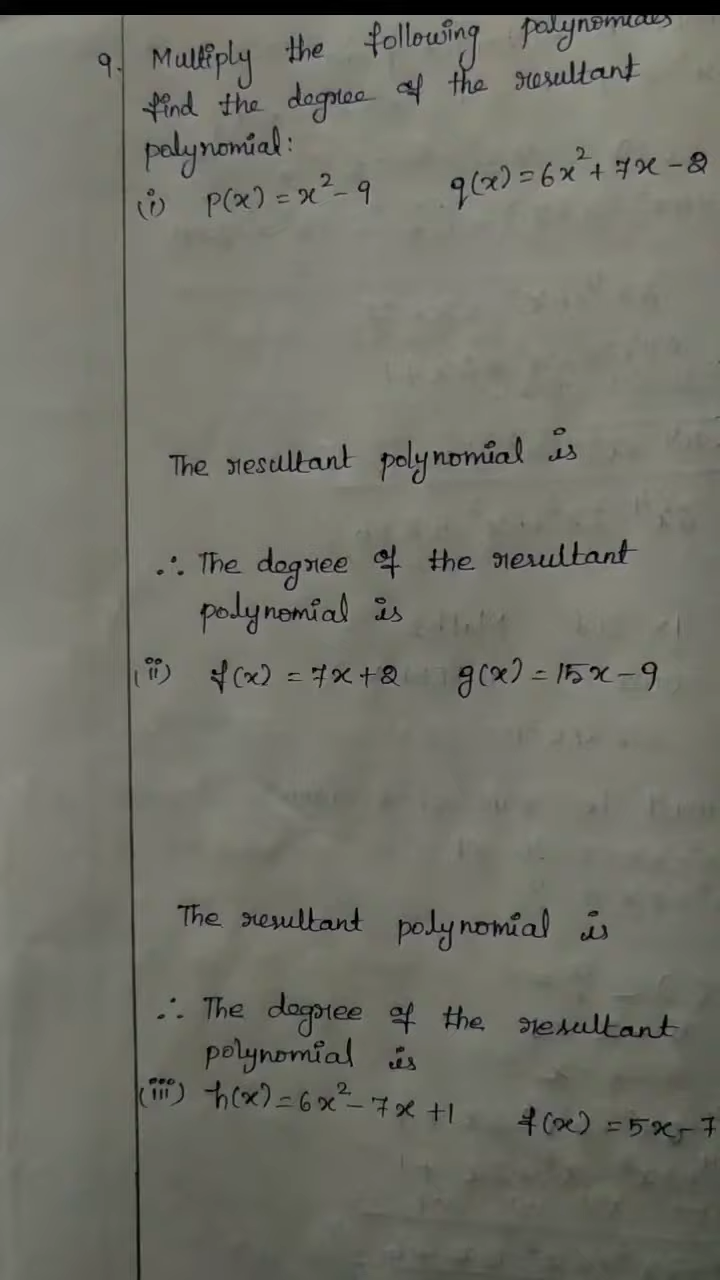 9. Multiply the following polynomials
find the degree of the resultant
polynomial:
(i) p(x) = x² - 9 q(x) = 6x² + 7x - 2
The resultant polynomial is
∴ The degree of the resultant
polynomial is
(ii) f(x) = 7x + 2 g(x) = 15x - 9
The resultant polynomial is
∴ The degree of the resultant
polynomial is
(iii) h(x) = 6x² - 7x + 1 f(x) = 5x - 7